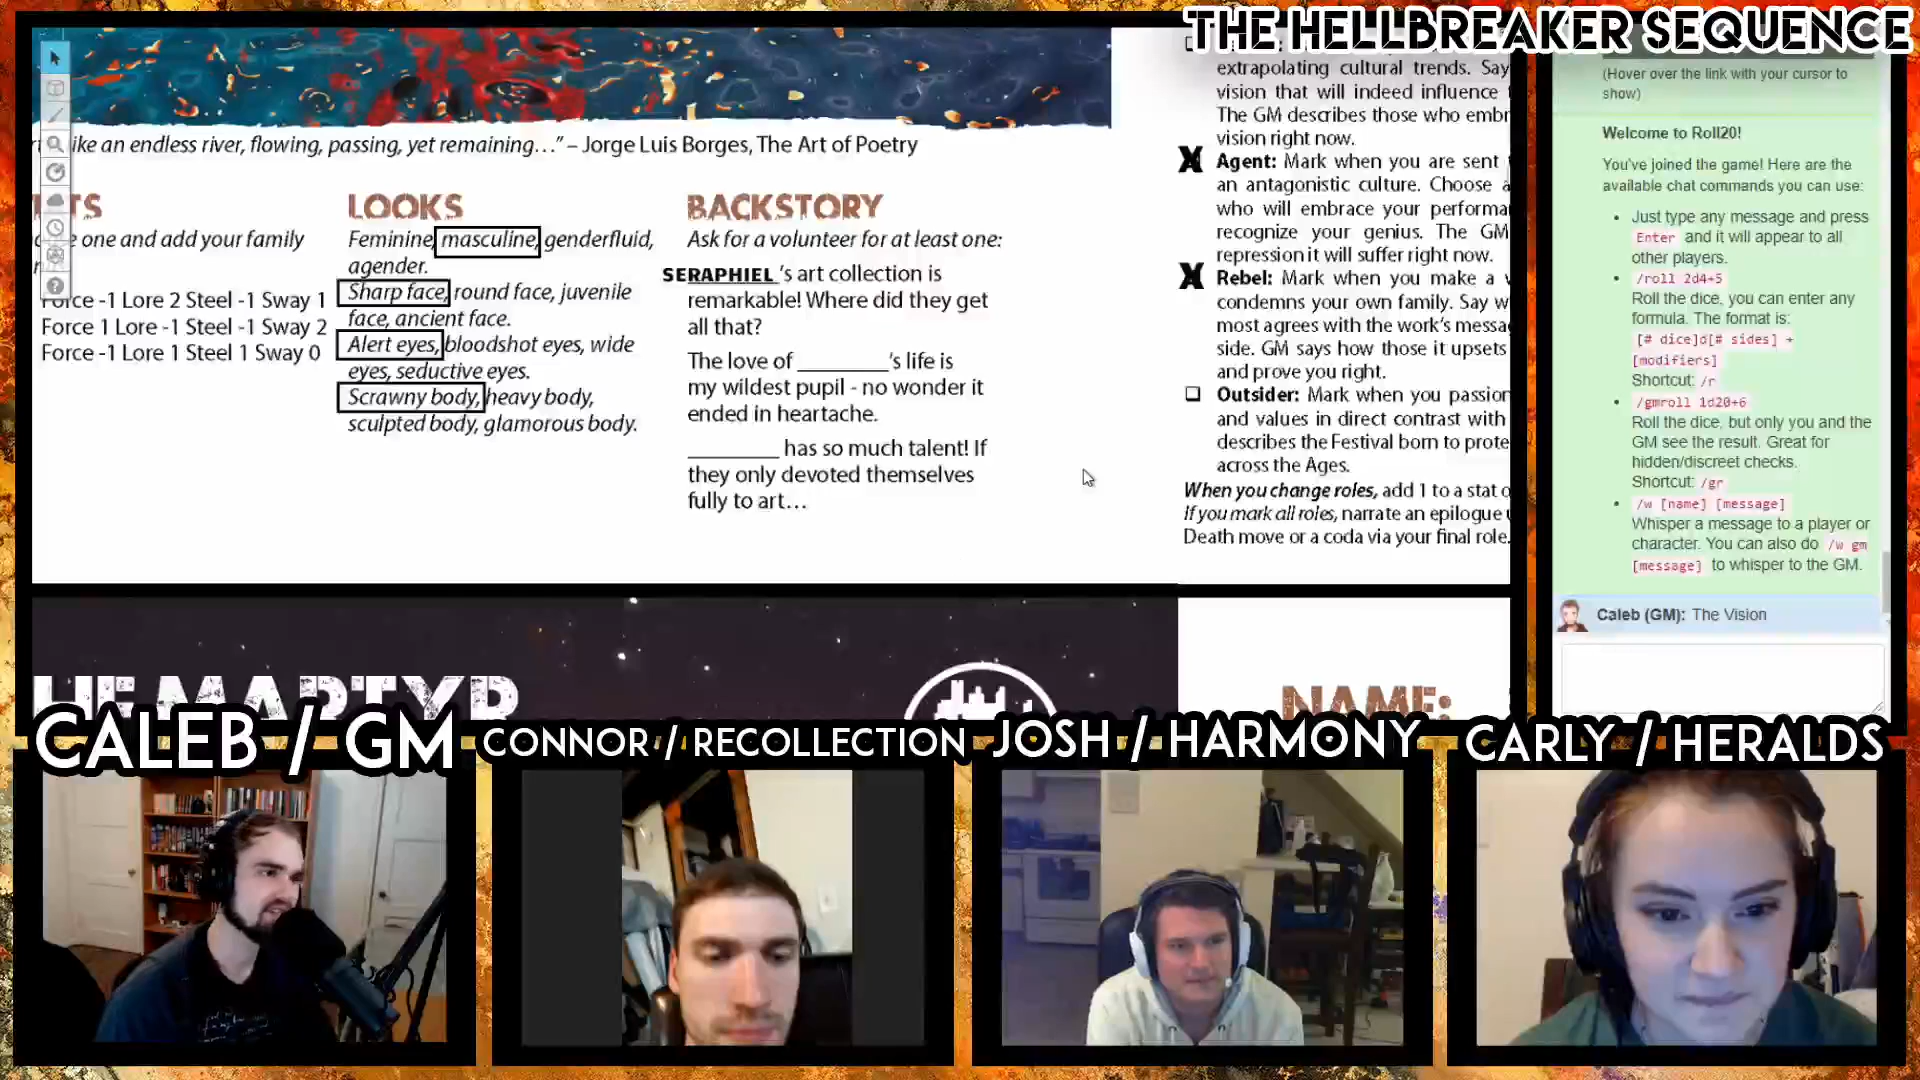 THE HELLBREAKER SEQUENCE
ike an endless river, flowing, passing, yet remaining…” – Jorge Luis Borges, The Art of Poetry
TS
one and add your family
Force -1 Lore 2 Steel -1 Sway 1
Force 1 Lore -1 Steel -1 Sway 2
Force -1 Lore 1 Steel 1 Sway 0
LOOKS
Feminine, masculine, genderfluid,
agender.
Sharp face, round face, juvenile
face, ancient face.
Alert eyes, bloodshot eyes, wide
eyes, seductive eyes.
Scrawny body, heavy body,
sculpted body, glamorous body.
BACKSTORY
Ask for a volunteer for at least one:
SERAPHIEL 's art collection is
remarkable! Where did they get
all that?
The love of ________'s life is
my wildest pupil - no wonder it
ended in heartache.
________ has so much talent! If
they only devoted themselves
fully to art…
extrapolating cultural trends. Say
vision that will indeed influence
The GM describes those who embr
vision right now.
X Agent: Mark when you are sent
an antagonistic culture. Choose a
who will embrace your performa
recognize your genius. The GM
repression it will suffer right now.
X Rebel: Mark when you make a v
condemns your own family. Say w
most agrees with the work's messa
side. GM says how those it upsets
and prove you right.
❑ Outsider: Mark when you passion
and values in direct contrast with
describes the Festival born to prote
across the Ages.
When you change roles, add 1 to a stat o
If you mark all roles, narrate an epilogue
Death move or a coda via your final role.
HE MARTYR
NAME:
(Hover over the link with your cursor to
show)
Welcome to Roll20!
You've joined the game! Here are the
available chat commands you can use:
• Just type any message and press
Enter and it will appear to all
other players.
• /roll 2d4+5
Roll the dice, you can enter any
formula. The format is:
[# dice]d[# sides] +
[modifiers]
Shortcut: /r
• /gmroll 1d20+6
Roll the dice, but only you and the
GM see the result. Great for
hidden/discreet checks.
Shortcut: /gr
• /w [name] [message]
Whisper a message to a player or
character. You can also do /w gm
[message] to whisper to the GM.
Caleb (GM): The Vision
CALEB / GM
CONNOR / RECOLLECTION
JOSH / HARMONY
CARLY / HERALDS